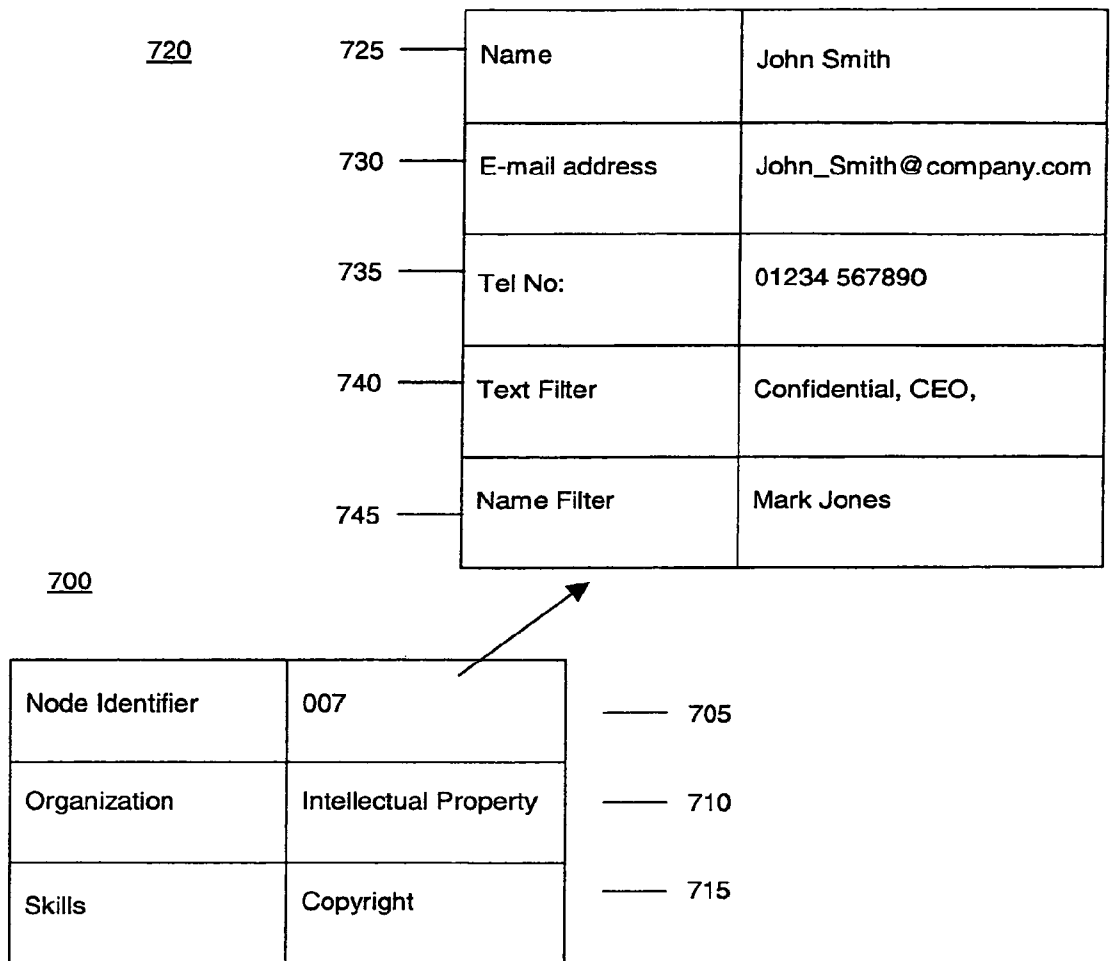 720
725 Name John Smith
730 E-mail address John_Smith@company.com
735 Tel No: 01234 567890
740 Text Filter Confidential, CEO,
745 Name Filter Mark Jones
700
Node Identifier 007 705
Organization Intellectual Property 710
Skills Copyright 715